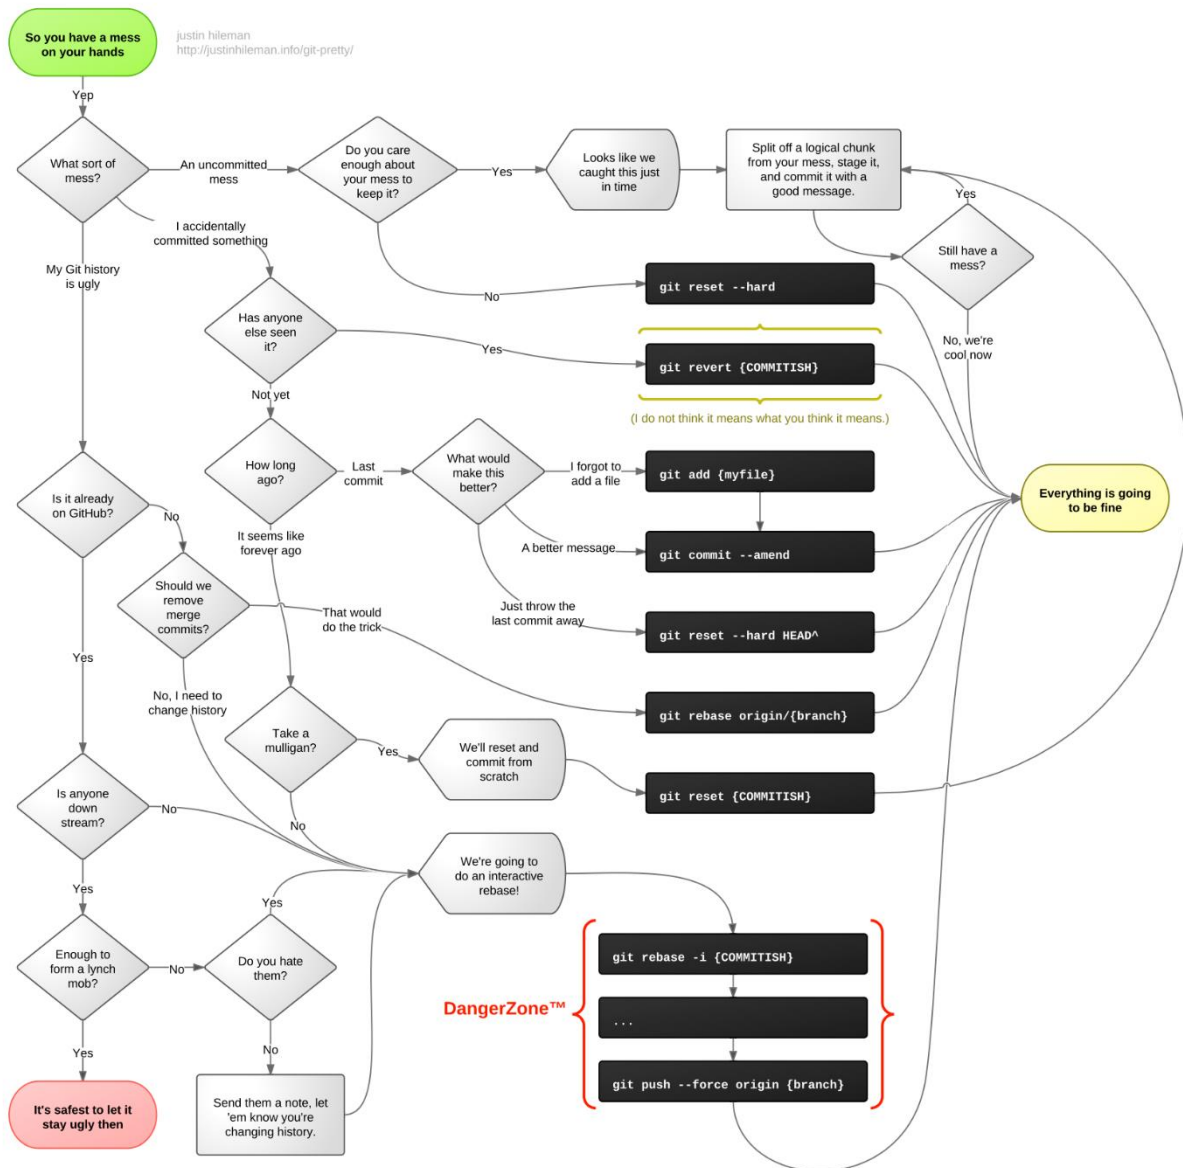 So you have a mess
on your hands
justin hileman
http://justinhileman.info/git-pretty/
Yep
What sort of
mess?
An uncommitted
mess
Do you care
enough about
your mess to
keep it?
Yes
Looks like we
caught this just
in time
Split off a logical chunk
from your mess, stage it,
and commit it with a
good message.
Yes
Still have a
mess?
No, we're
cool now
I accidentally
committed something
My Git history
is ugly
No
git reset --hard
Has anyone
else seen
it?
Yes
git revert {COMMITISH}
(I do not think it means what you think it means.)
Not yet
How long
ago?
Last
commit
What would
make this
better?
I forgot to
add a file
git add {myfile}
A better message
git commit --amend
Just throw the
last commit away
git reset --hard HEAD^
Everything is going
to be fine
Is it already
on GitHub?
No
It seems like
forever ago
Should we
remove
merge
commits?
That would
do the trick
git rebase origin/{branch}
Yes
No, I need to
change history
Take a
mulligan?
Yes
We'll reset and
commit from
scratch
git reset {COMMITISH}
Is anyone
down
stream?
No
No
We're going to
do an interactive
rebase!
Yes
Yes
Enough to
form a lynch
mob?
No
Do you hate
them?
DangerZone™
git rebase -i {COMMITISH}
...
git push --force origin {branch}
Yes
No
It's safest to let it
stay ugly then
Send them a note, let
'em know you're
changing history.